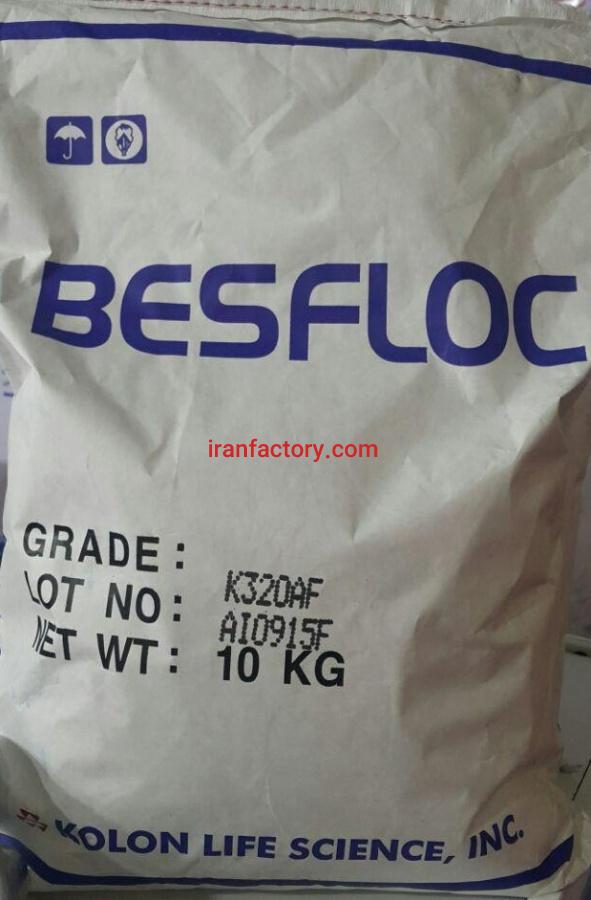 BESFLOC
iranfactory.com
GRADE : K320AF
LOT NO : AI0915F
NET WT : 10 KG
KOLON LIFE SCIENCE, INC.